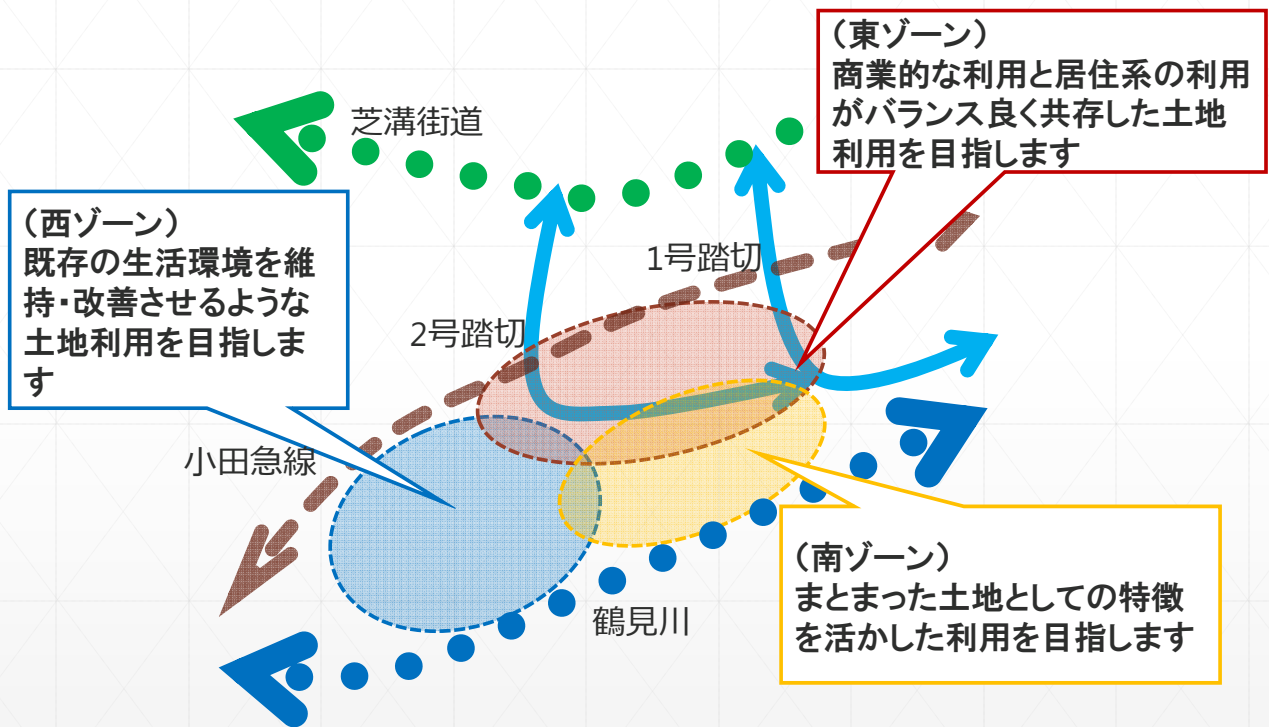 （東ゾーン）
商業的な利用と居住系の利用
がバランス良く共存した土地
利用を目指します
芝溝街道
（西ゾーン）
既存の生活環境を維
持・改善させるような
土地利用を目指しま
す
1号踏切
2号踏切
小田急線
（南ゾーン）
まとまった土地としての特徴
を活かした利用を目指します
鶴見川